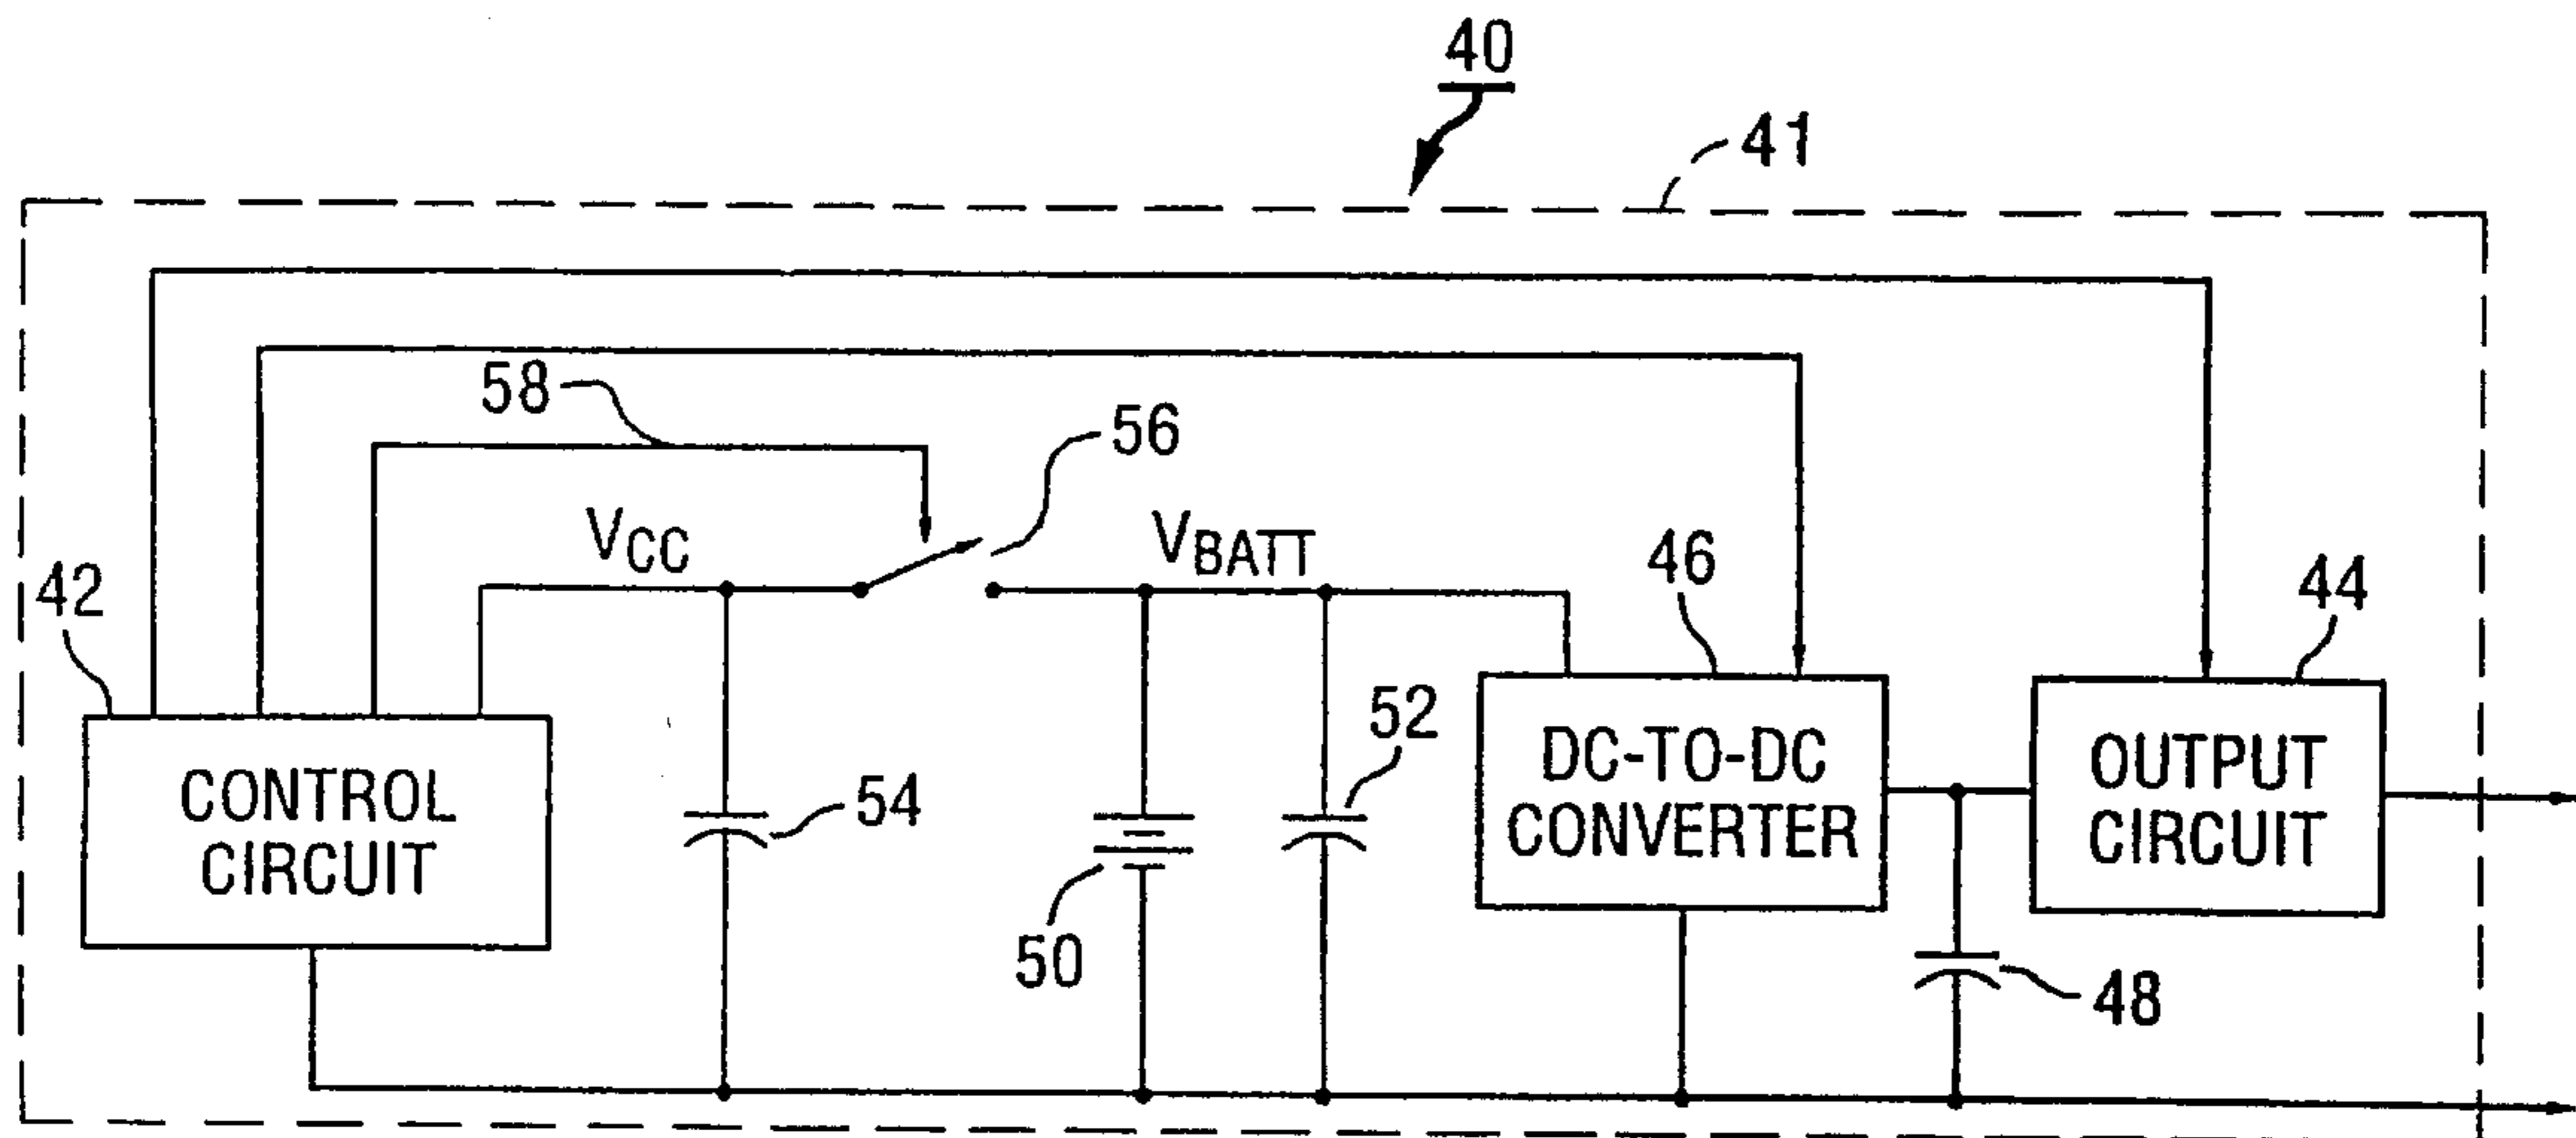 40
41
58
56
VCC
VBATT
42
46
44
52
54
50
48
CONTROL
CIRCUIT
DC-TO-DC
CONVERTER
OUTPUT
CIRCUIT